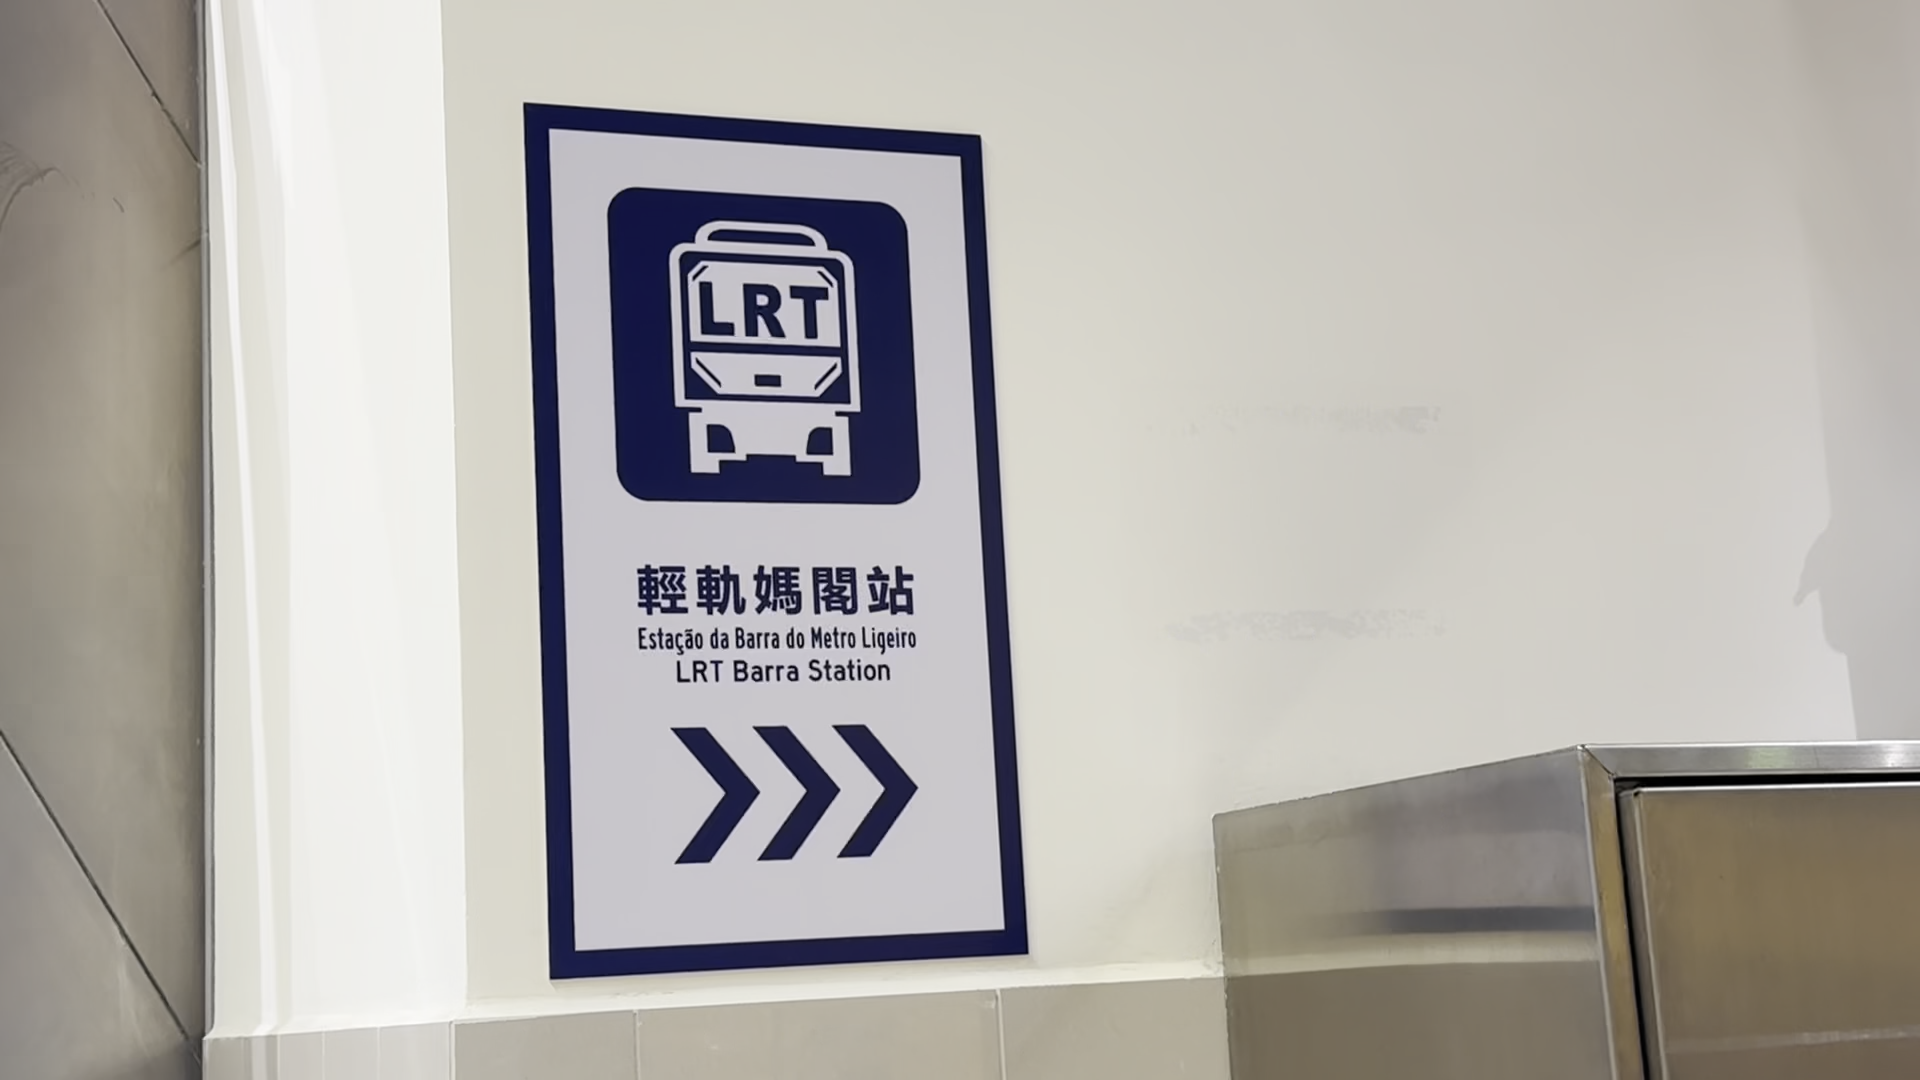 LRT
輕軌媽閣站
Estação da Barra do Metro Ligeiro
LRT Barra Station